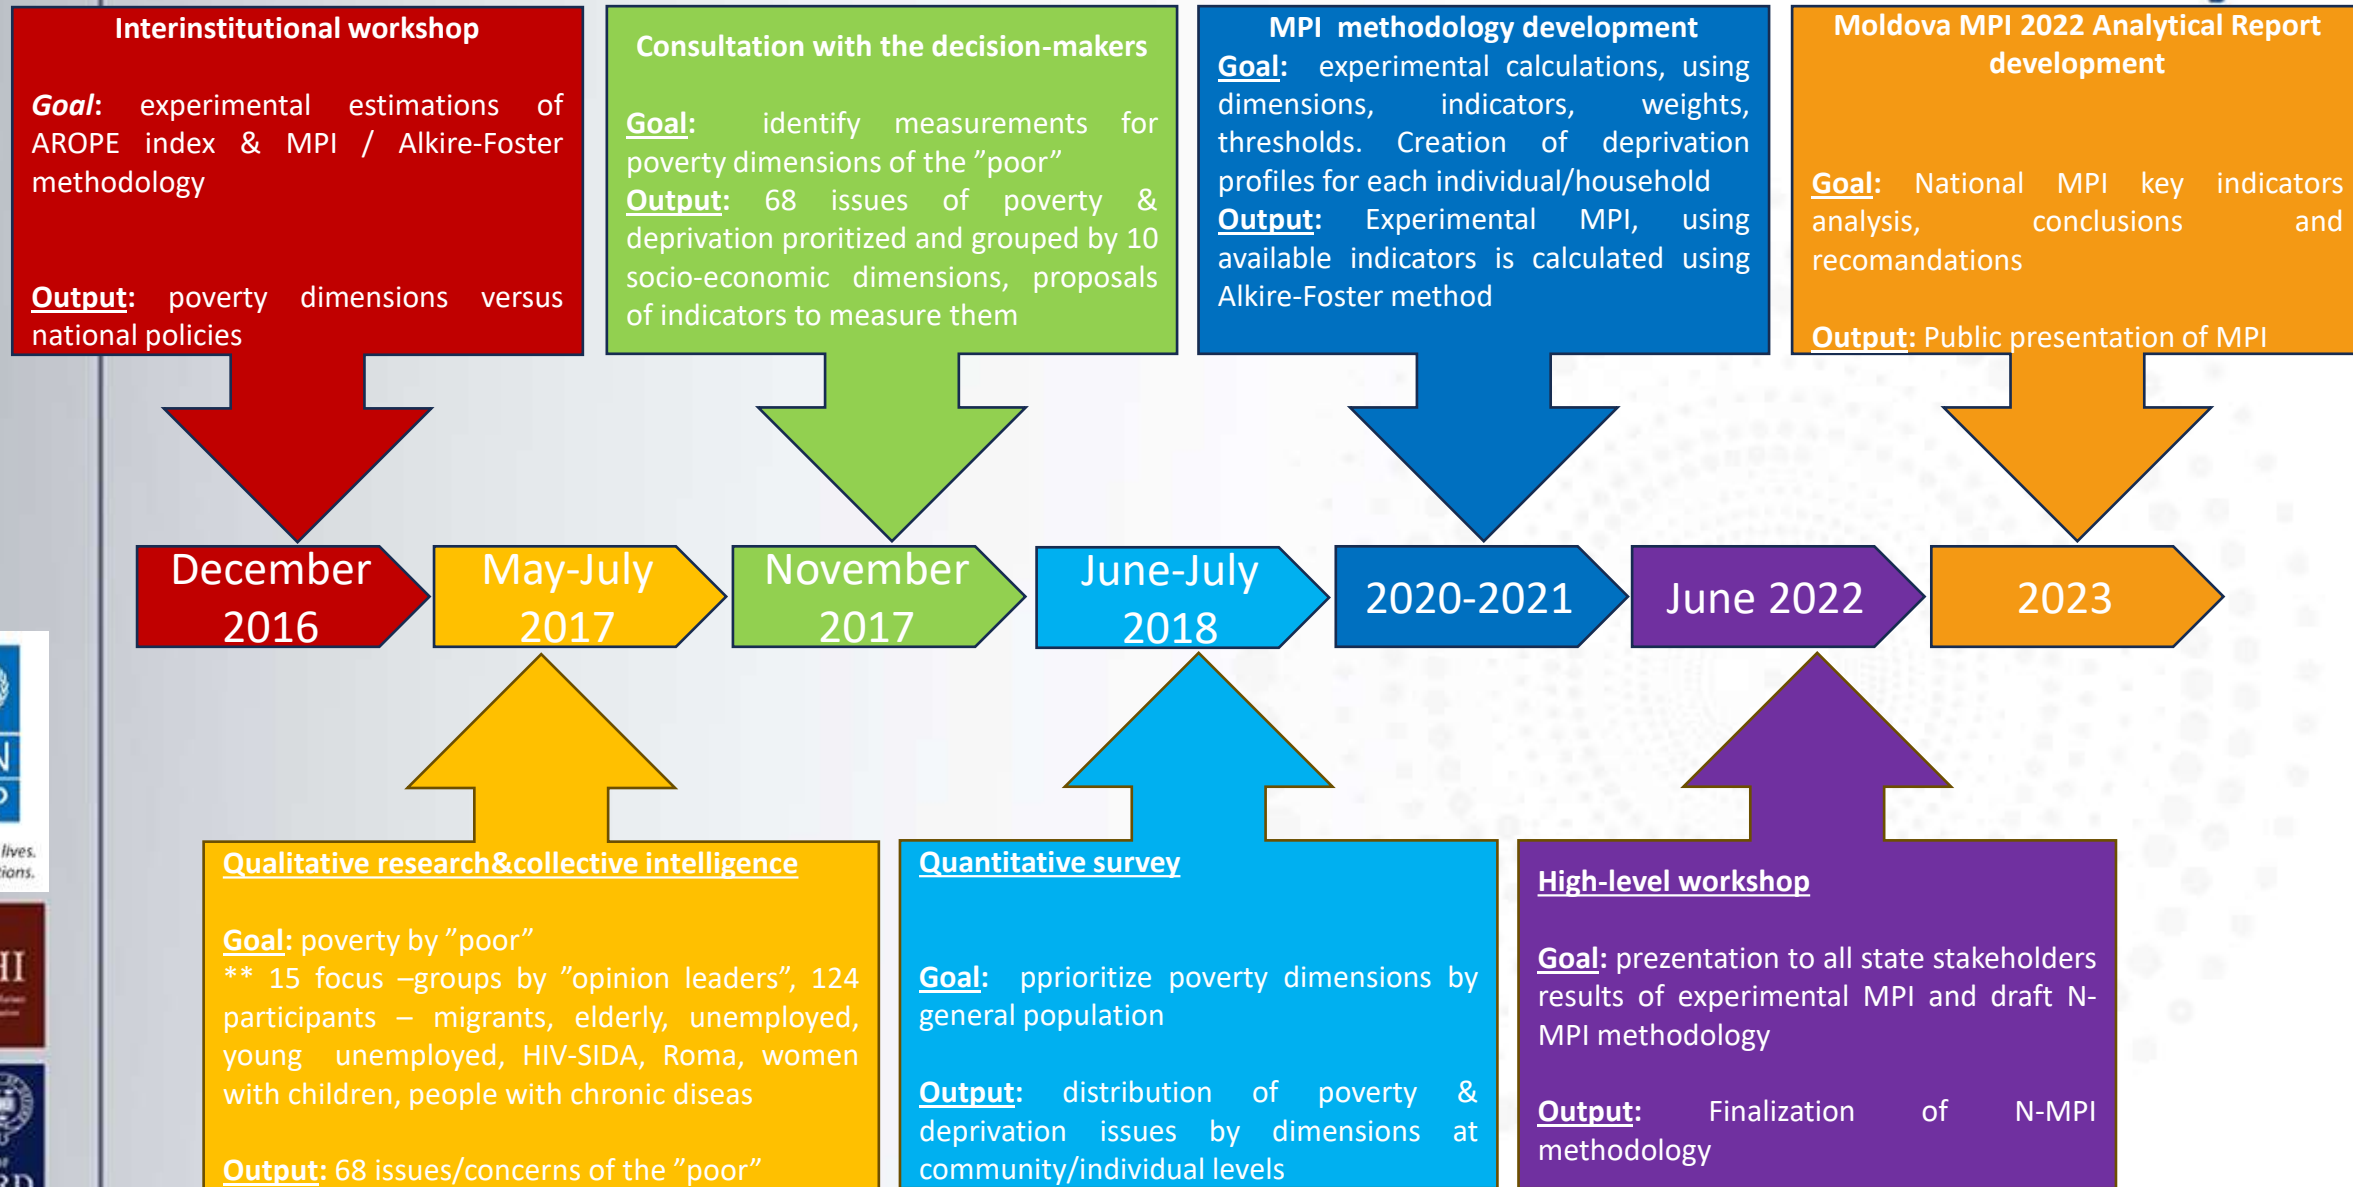 Interinstitutional workshop
Goal: experimental estimations of
AROPE index & MPI / Alkire-Foster
methodology
Output: poverty dimensions versus
national policies
Consultation with the decision-makers
Goal: identify measurements for
poverty dimensions of the ”poor”
Output: 68 issues of poverty &
deprivation proritized and grouped by 10
socio-economic dimensions, proposals
of indicators to measure them
MPI methodology development
Goal: experimental calculations, using
dimensions, indicators, weights,
thresholds. Creation of deprivation
profiles for each individual/household
Output: Experimental MPI, using
available indicators is calculated using
Alkire-Foster method
Moldova MPI 2022 Analytical Report
development
Goal: National MPI key indicators
analysis, conclusions and
recomandations
Output: Public presentation of MPI
December
2016
May-July
2017
November
2017
June-July
2018
2020-2021
June 2022
2023
lives.
Qualitative research&collective intelligence
Goal: poverty by ”poor”
** 15 focus –groups by ”opinion leaders”, 124
participants – migrants, elderly, unemployed,
young unemployed, HIV-SIDA, Roma, women
with children, people with chronic diseas
Output: 68 issues/concerns of the ”poor”
Quantitative survey
Goal: pprioritize poverty dimensions by
general population
Output: distribution of poverty &
deprivation issues by dimensions at
community/individual levels
High-level workshop
Goal: prezentation to all state stakeholders
results of experimental MPI and draft N-
MPI methodology
Output: Finalization of N-MPI
methodology